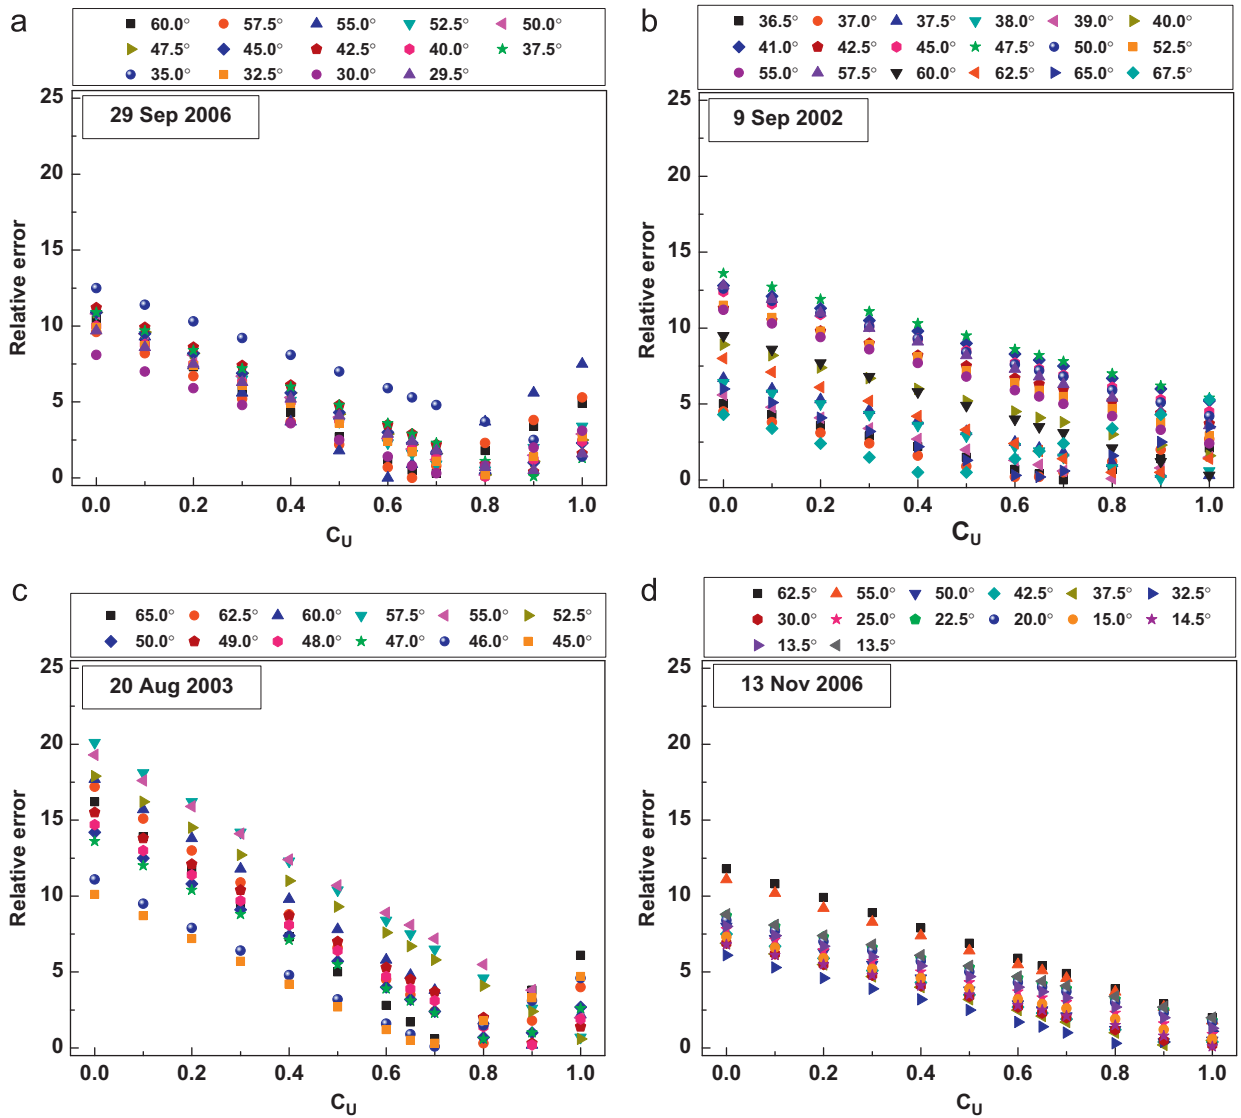 a
60.0° 57.5° 55.0° 52.5° 50.0°
47.5° 45.0° 42.5° 40.0° 37.5°
35.0° 32.5° 30.0° 29.5°
29 Sep 2006
25
20
15
10
5
0
Relative error
0.0 0.2 0.4 0.6 0.8 1.0
C_U
b
36.5° 37.0° 37.5° 38.0° 39.0° 40.0°
41.0° 42.5° 45.0° 47.5° 50.0° 52.5°
55.0° 57.5° 60.0° 62.5° 65.0° 67.5°
9 Sep 2002
25
20
15
10
5
0
Relative error
0.0 0.2 0.4 0.6 0.8 1.0
C_U
c
65.0° 62.5° 60.0° 57.5° 55.0° 52.5°
50.0° 49.0° 48.0° 47.0° 46.0° 45.0°
20 Aug 2003
25
20
15
10
5
0
Relative error
0.0 0.2 0.4 0.6 0.8 1.0
C_U
d
62.5° 55.0° 50.0° 42.5° 37.5° 32.5°
30.0° 25.0° 22.5° 20.0° 15.0° 14.5°
13.5° 13.5°
13 Nov 2006
25
20
15
10
5
0
Relative error
0.0 0.2 0.4 0.6 0.8 1.0
C_U